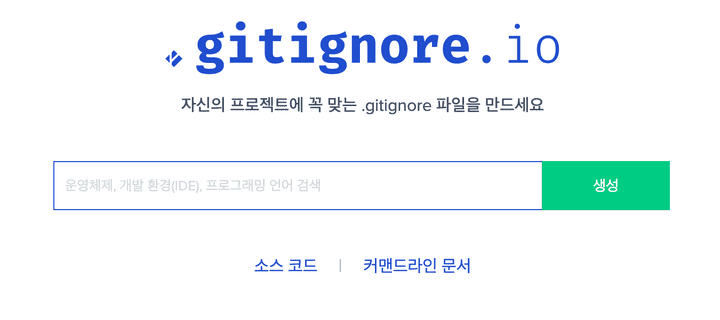 gitignore.io
자신의 프로젝트에 꼭 맞는 .gitignore 파일을 만드세요
운영체제, 개발 환경(IDE), 프로그래밍 언어 검색
생성
소스 코드 | 커맨드라인 문서